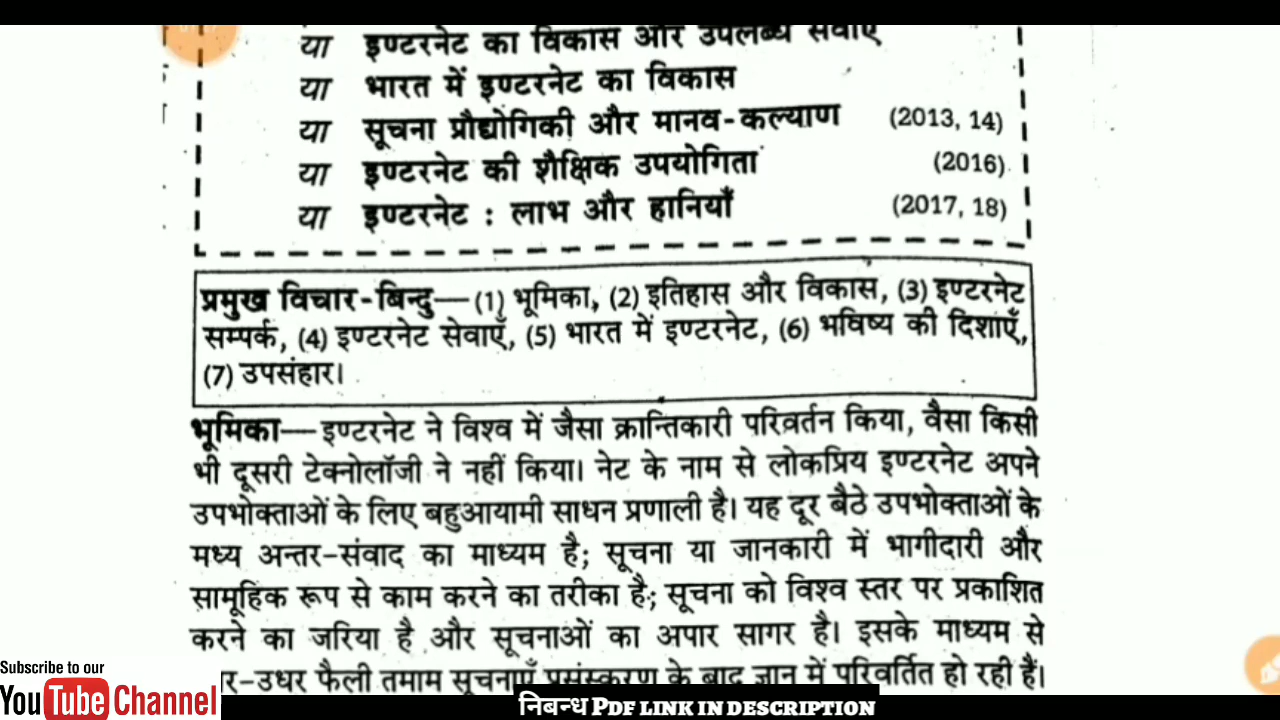 या इण्टरनेट का विकास और उपलब्ध सेवाएँ
या भारत में इण्टरनेट का विकास
या सूचना प्रौद्योगिकी और मानव-कल्याण (2013, 14)
या इण्टरनेट की शैक्षिक उपयोगिता (2016)
या इण्टरनेट : लाभ और हानियाँ (2017, 18)
प्रमुख विचार-बिन्दु—(1) भूमिका, (2) इतिहास और विकास, (3) इण्टरनेट
सम्पर्क, (4) इण्टरनेट सेवाएँ, (5) भारत में इण्टरनेट, (6) भविष्य की दिशाएँ,
(7) उपसंहार।
भूमिका—इण्टरनेट ने विश्व में जैसा क्रान्तिकारी परिवर्तन किया, वैसा किसी
भी दूसरी टेक्नोलॉजी ने नहीं किया। नेट के नाम से लोकप्रिय इण्टरनेट अपने
उपभोक्ताओं के लिए बहुआयामी साधन प्रणाली है। यह दूर बैठे उपभोक्ताओं के
मध्य अन्तर-संवाद का माध्यम है; सूचना या जानकारी में भागीदारी और
सामूहिक रूप से काम करने का तरीका है; सूचना को विश्व स्तर पर प्रकाशित
करने का जरिया है और सूचनाओं का अपार सागर है। इसके माध्यम से
र-उधर फैली तमाम सूचनाएँ प्रसंस्करण के बाद ज्ञान में परिवर्तित हो रही हैं।
Subscribe to our
YouTube Channel
निबन्ध PDF LINK IN DESCRIPTION